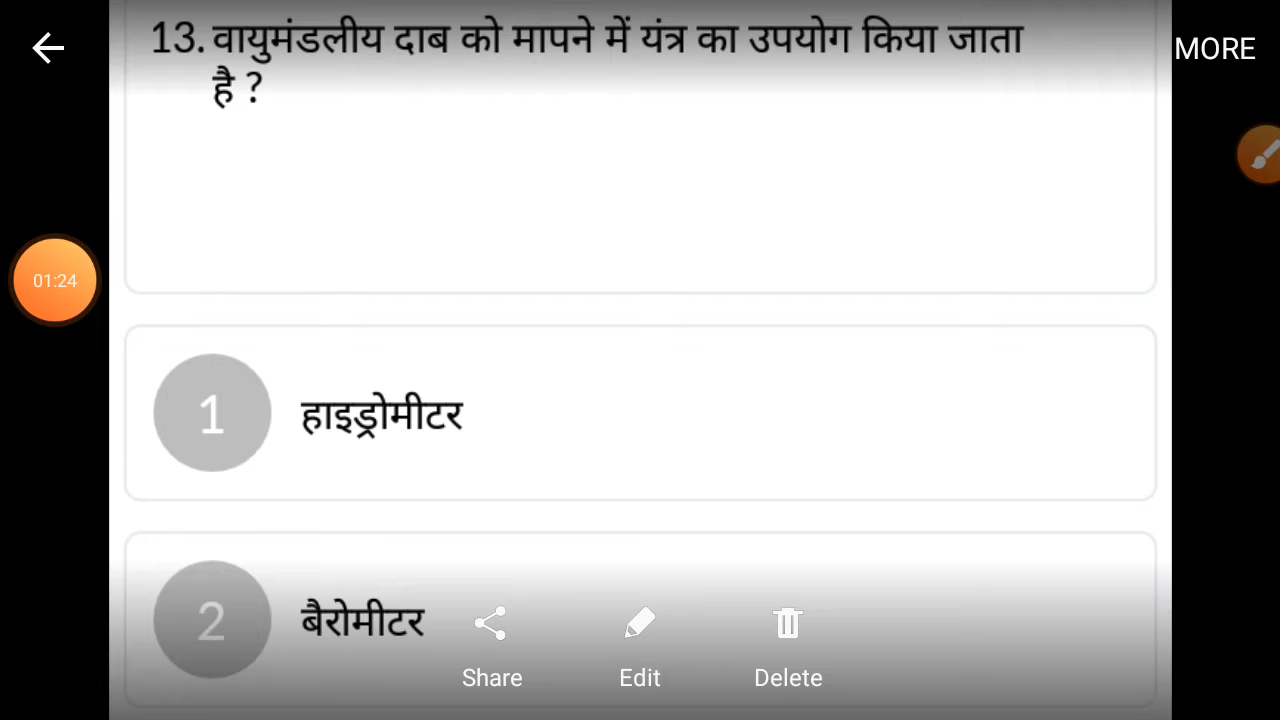 MORE
13. वायुमंडलीय दाब को मापने में यंत्र का उपयोग किया जाता
है ?
01:24
1 हाइड्रोमीटर
2 बैरोमीटर
Share Edit Delete